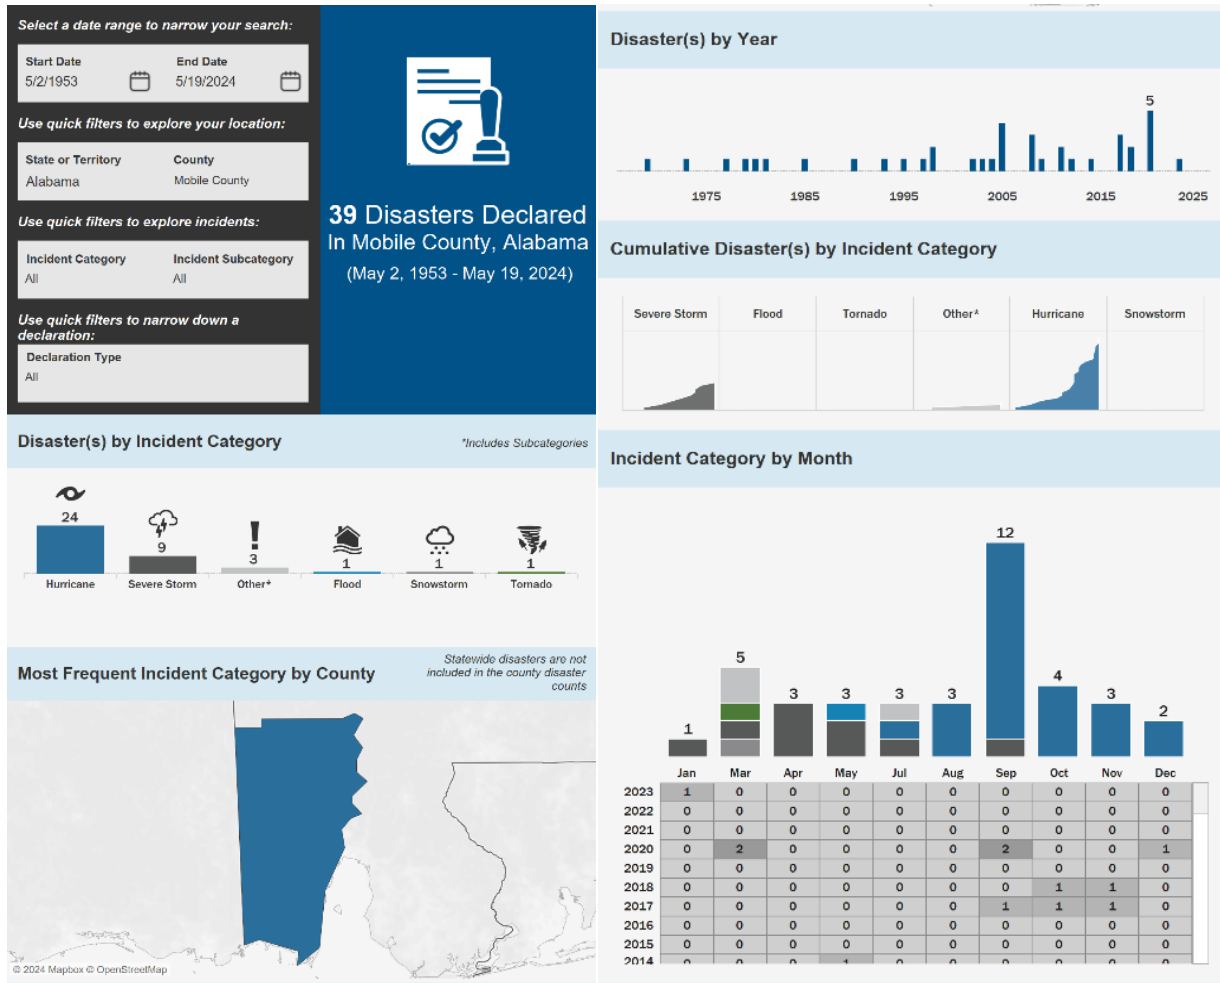 Select a date range to narrow your search:
Start Date End Date
5/2/1953 5/19/2024
Use quick filters to explore your location:
State or Territory County
Alabama Mobile County
Use quick filters to explore incidents:
Incident Category Incident Subcategory
All All
Use quick filters to narrow down a
declaration:
Declaration Type
All
39 Disasters Declared
In Mobile County, Alabama
(May 2, 1953 - May 19, 2024)
Disaster(s) by Incident Category *Includes Subcategories
24 9 3 1 1 1
Hurricane Severe Storm Other* Flood Snowstorm Tornado
Most Frequent Incident Category by County
Statewide disasters are not
included in the county disaster
counts
© 2024 Mapbox © OpenStreetMap
Disaster(s) by Year
5
1975 1985 1995 2005 2015 2025
Cumulative Disaster(s) by Incident Category
Severe Storm Flood Tornado Other* Hurricane Snowstorm
Incident Category by Month
1 5 3 3 3 3 12 4 3 2
Jan Mar Apr May Jul Aug Sep Oct Nov Dec
2023 1 0 0 0 0 0 0 0 0 0
2022 0 0 0 0 0 0 0 0 0 0
2021 0 0 0 0 0 0 0 0 0 0
2020 0 2 0 0 0 0 2 0 0 1
2019 0 0 0 0 0 0 0 0 0 0
2018 0 0 0 0 0 0 0 1 1 0
2017 0 0 0 0 0 0 1 1 1 0
2016 0 0 0 0 0 0 0 0 0 0
2015 0 0 0 0 0 0 0 0 0 0
2014 0 0 0 1 0 0 0 0 0 0